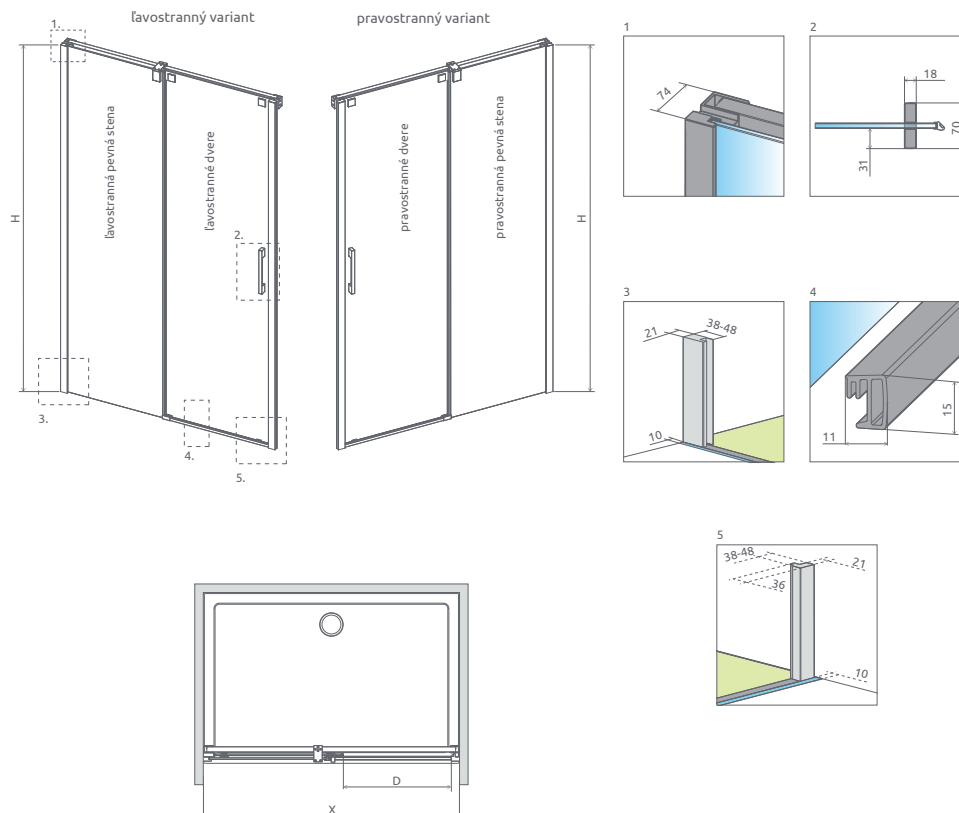 ľavostranný variant
pravostranný variant
1.
H
ľavostranná pevná stena
ľavostranné dvere
2.
3.
4.
5.
pravostranné dvere
pravostranná pevná stena
H
1
74
2
18
70
31
3
21
38-48
10
4
11
15
5
38-48
21
36
10
D
X